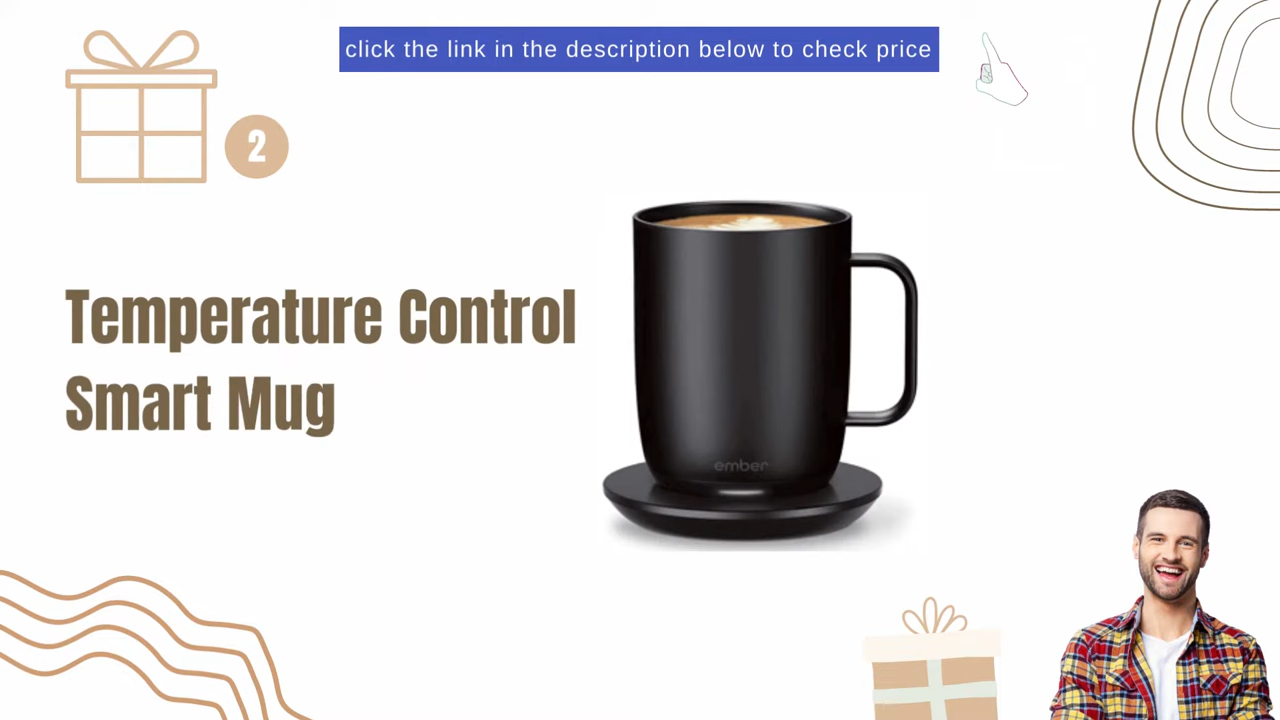 click the link in the description below to check price
2
Temperature Control
Smart Mug
ember